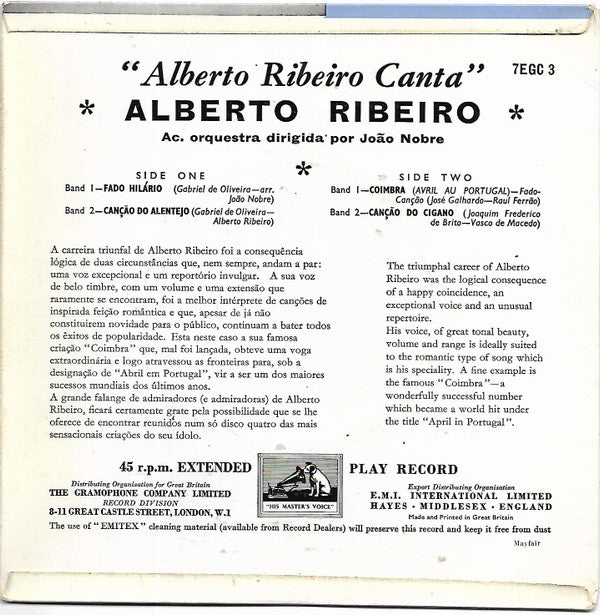 "Alberto Ribeiro Canta"
7EGC 3
* ALBERTO RIBEIRO *
Ac. orquestra dirigida por João Nobre
*
SIDE ONE
Band 1—FADO HILÁRIO (Gabriel de Oliveira—arr.
João Nobre)
Band 2—CANÇÃO DO ALENTEJO (Gabriel de Oliveira—
Alberto Ribeiro)
SIDE TWO
Band 1—COIMBRA (AVRIL AU PORTUGAL)—Fado-
Canção (José Galhardo—Raul Ferrão)
Band 2—CANÇÃO DO CIGANO (Joaquim Frederico
de Brito—Vasco de Macedo)
A carreira triunfal de Alberto Ribeiro foi a consequência
lógica de duas circunstâncias que, nem sempre, andam a par:
uma voz excepcional e um reportório invulgar. A sua voz
de belo timbre, com um volume e uma extensão que
raramente se encontram, foi a melhor intérprete de canções de
inspirada feição romântica e que, apesar de já não
constituirem novidade para o público, continuam a bater todos
os êxitos de popularidade. Esta neste caso a sua famosa
criação "Coimbra" que, mal foi lançada, obteve uma voga
extraordinária e logo atravessou as fronteiras para, sob a
designação de "Abril em Portugal", vir a ser um dos maiores
sucessos mundiais dos últimos anos.
A grande falange de admiradores (e admiradoras) de Alberto
Ribeiro, ficará certamente grate pela possibilidade que se lhe
oferece de encontrar reunidos num só disco quatro das mais
sensacionais criações do seu ídolo.
The triumphal career of Alberto
Ribeiro was the logical consequence
of a happy coincidence, an
exceptional voice and an unusual
repertoire.
His voice, of great tonal beauty,
volume and range is ideally suited
to the romantic type of song which
is his speciality. A fine example is
the famous "Coimbra"—a
wonderfully successful number
which became a world hit under
the title "April in Portugal".
45 r.p.m. EXTENDED PLAY RECORD
Distributing Organisation for Great Britain
THE GRAMOPHONE COMPANY LIMITED
RECORD DIVISION
8-11 GREAT CASTLE STREET, LONDON, W.1
"HIS MASTER'S VOICE"
Export Distributing Organisation
E.M.I. INTERNATIONAL LIMITED
HAYES · MIDDLESEX · ENGLAND
Made and Printed in Great Britain
The use of "EMITEX" cleaning material (available from Record Dealers) will preserve this record and keep it free from dust
Mayfair